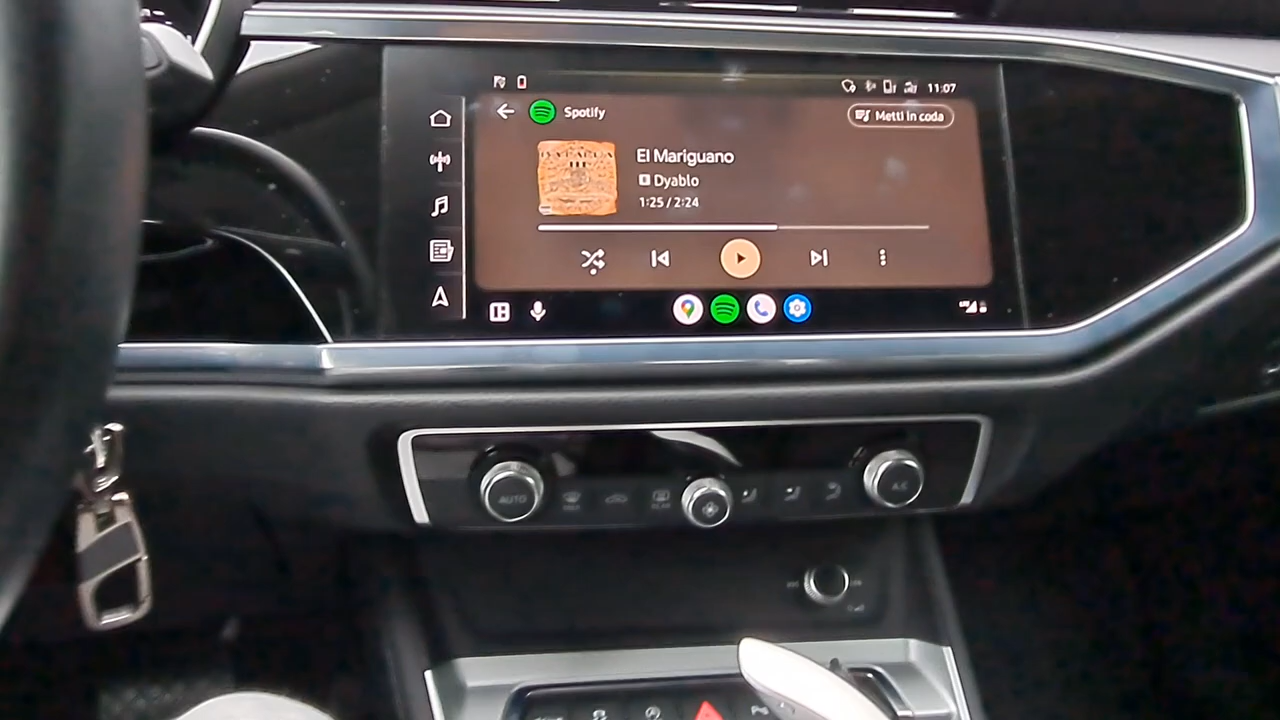 11:07
Spotify
Metti in coda
El Mariguano
E Dyablo
1:25 / 2:24
AUTO
A/C